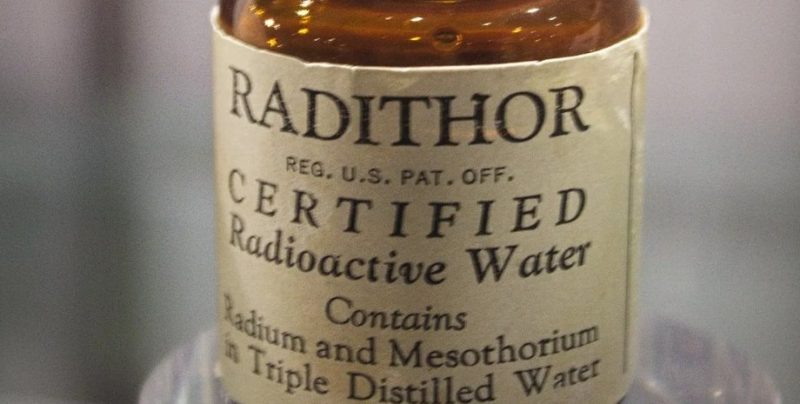 RADITHOR
REG. U.S. PAT. OFF.
CERTIFIED
Radioactive Water
Contains
Radium and Mesothorium
in Triple Distilled Water